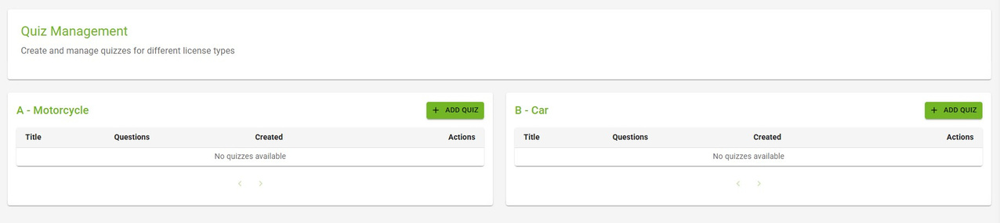 Quiz Management
Create and manage quizzes for different license types
A - Motorcycle
+ ADD QUIZ
Title Questions Created Actions
No quizzes available
B - Car
+ ADD QUIZ
Title Questions Created Actions
No quizzes available